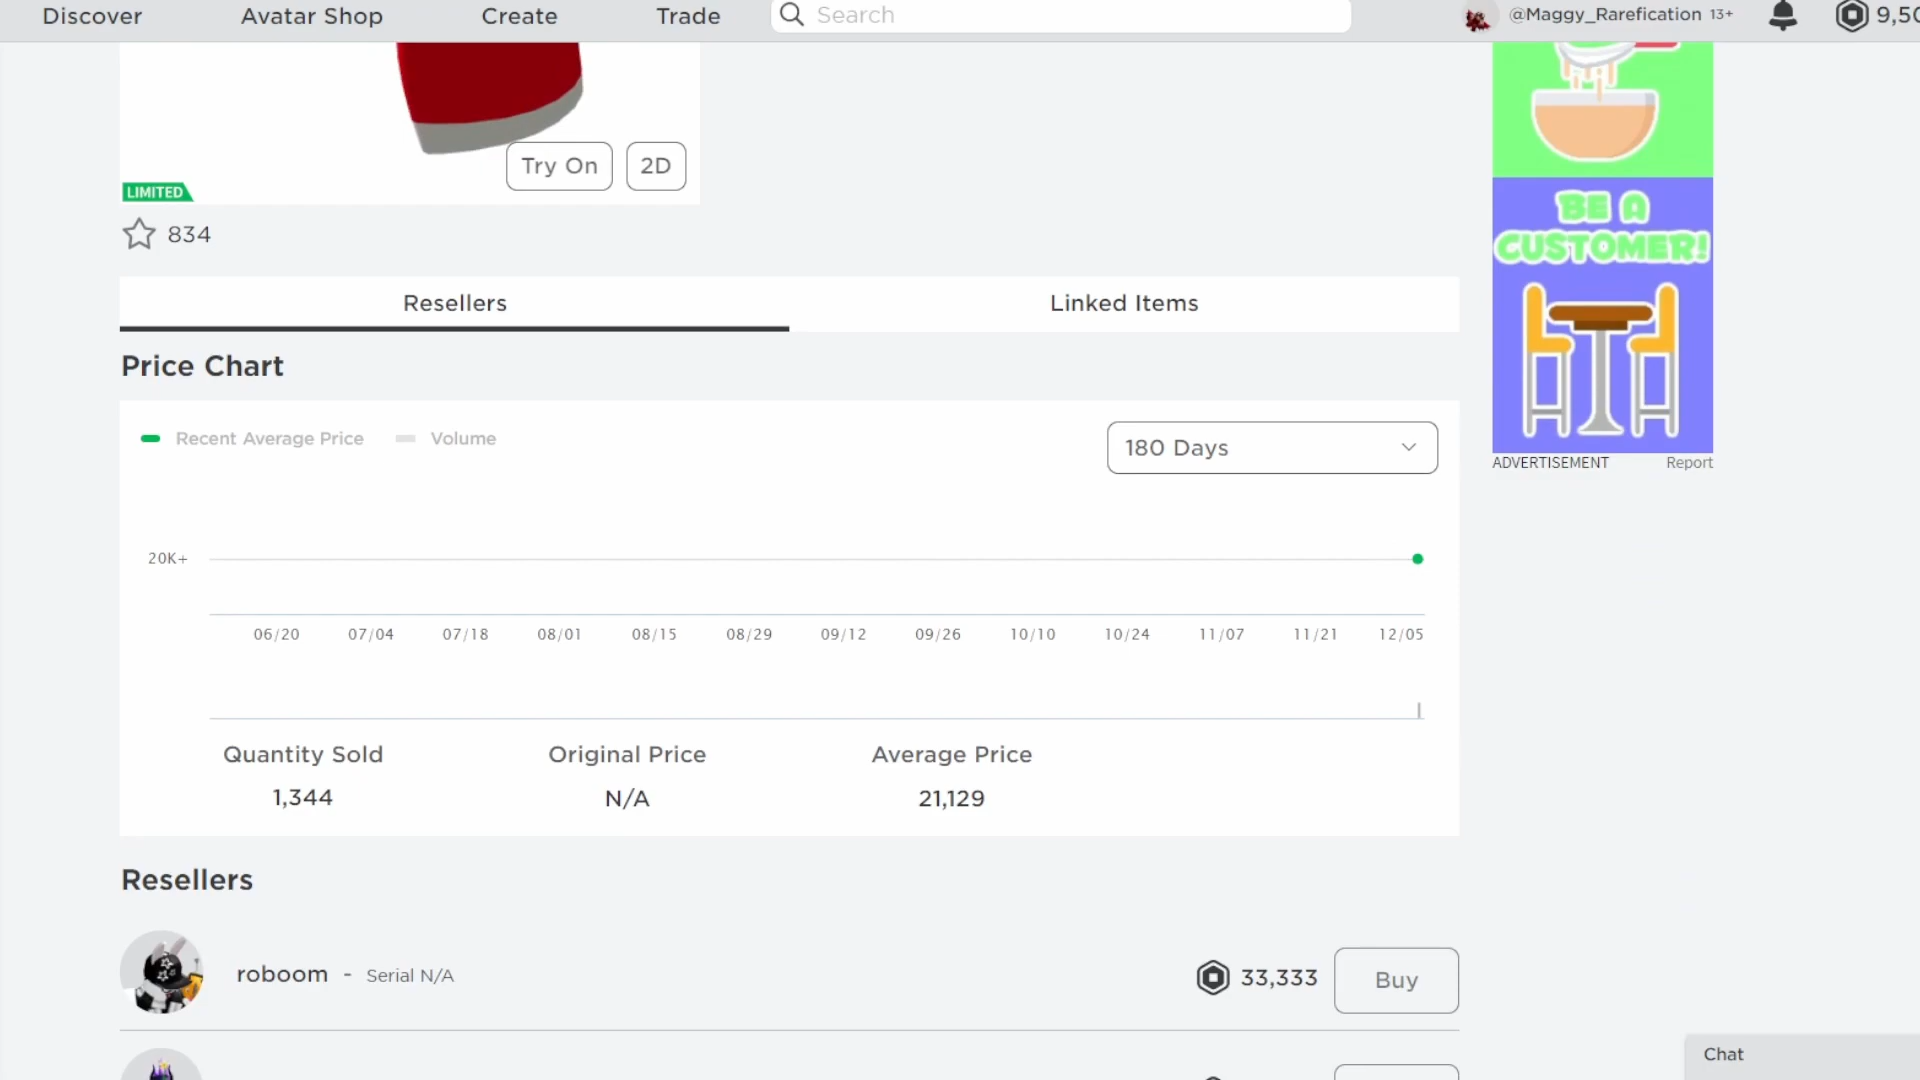 Discover
Avatar Shop
Create
Trade
Search
@Maggy_Rarefication 13+
Try On
2D
LIMITED
834
BE A
CUSTOMER!
ADVERTISEMENT
Report
Resellers
Linked Items
Price Chart
Recent Average Price
Volume
180 Days
20K+
06/20 07/04 07/18 08/01 08/15 08/29 09/12 09/26 10/10 10/24 11/07 11/21 12/05
Quantity Sold
1,344
Original Price
N/A
Average Price
21,129
Resellers
roboom - Serial N/A
33,333
Buy
Chat